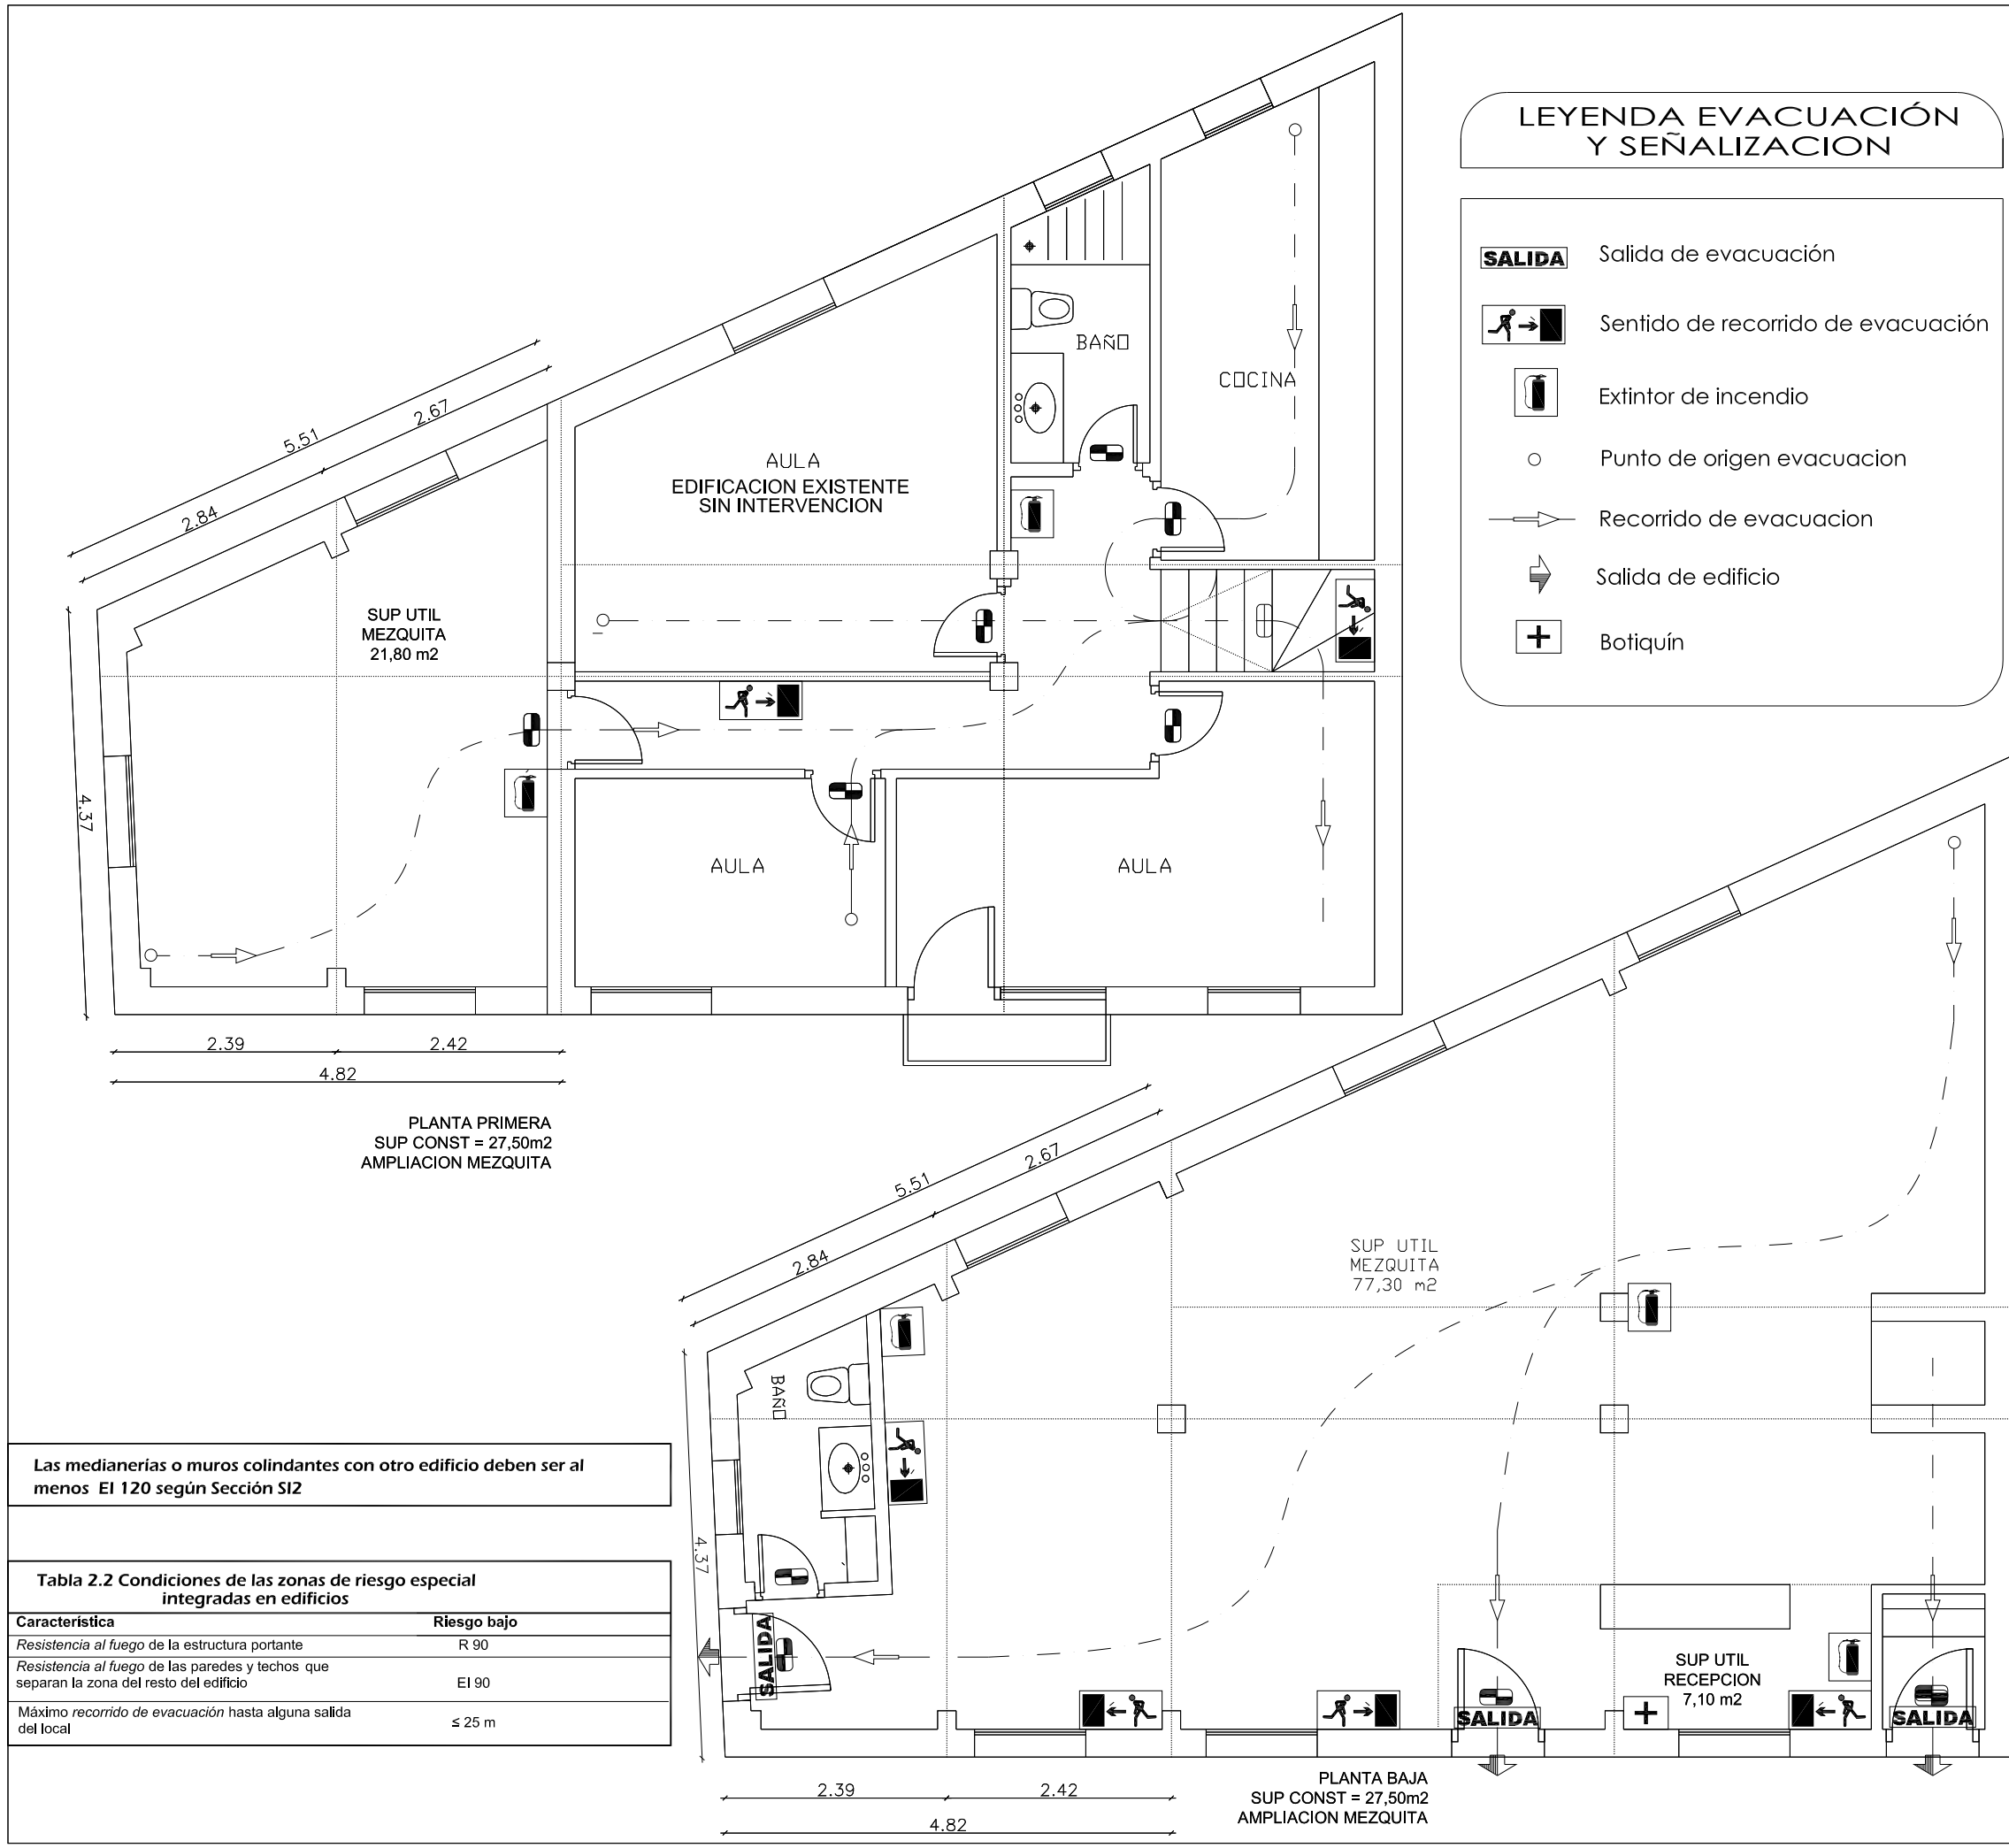 LEYENDA EVACUACIÓN
Y SEÑALIZACION
SALIDA Salida de evacuación
Sentido de recorrido de evacuación
Extintor de incendio
Punto de origen evacuacion
Recorrido de evacuacion
Salida de edificio
Botiquín
5.51
2.67
2.84
4.37
SUP UTIL
MEZQUITA
21,80 m2
AULA
EDIFICACION EXISTENTE
SIN INTERVENCION
BAÑO
COCINA
AULA
AULA
2.39
2.42
4.82
PLANTA PRIMERA
SUP CONST = 27,50m2
AMPLIACION MEZQUITA
5.51
2.67
2.84
4.37
BAÑO
SUP UTIL
MEZQUITA
77,30 m2
SALIDA
SUP UTIL
RECEPCION
7,10 m2
SALIDA
SALIDA
2.39
2.42
4.82
PLANTA BAJA
SUP CONST = 27,50m2
AMPLIACION MEZQUITA
Las medianerías o muros colindantes con otro edificio deben ser al
menos EI 120 según Sección SI2
Tabla 2.2 Condiciones de las zonas de riesgo especial
integradas en edificios
Característica Riesgo bajo
Resistencia al fuego de la estructura portante R 90
Resistencia al fuego de las paredes y techos que
separan la zona del resto del edificio EI 90
Máximo recorrido de evacuación hasta alguna salida
del local ≤ 25 m